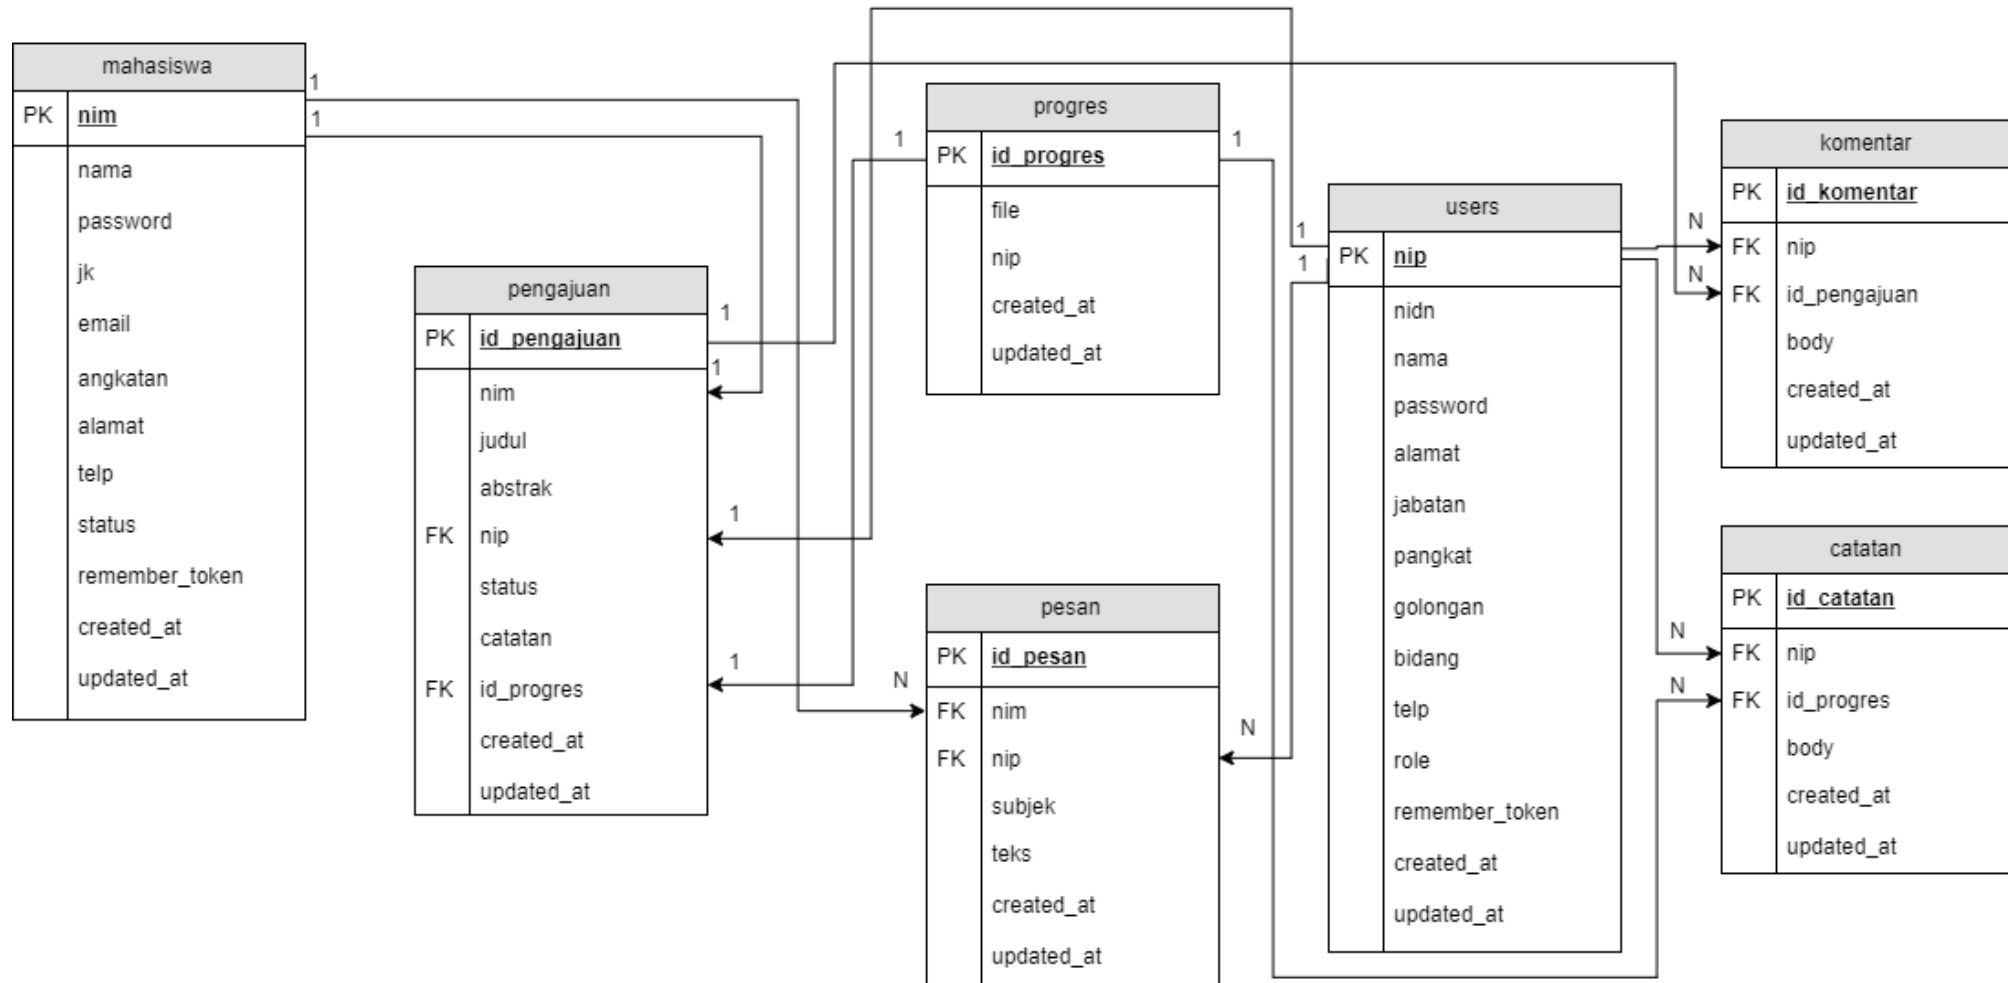 mahasiswa
1
PK nim
1
nama
password
jk
email
angkatan
alamat
telp
status
remember_token
created_at
updated_at
pengajuan
1
PK id_pengajuan
1
nim
judul
abstrak
1
FK nip
status
catatan
1
FK id_progres
created_at
updated_at
progres
1
1
PK id_progres
file
nip
created_at
updated_at
pesan
PK id_pesan
N
FK nim
N
FK nip
subjek
teks
created_at
updated_at
users
1
1
PK nip
nidn
nama
password
alamat
jabatan
pangkat
golongan
bidang
telp
role
remember_token
created_at
updated_at
komentar
PK id_komentar
N
FK nip
N
FK id_pengajuan
body
created_at
updated_at
catatan
PK id_catatan
N
FK nip
N
FK id_progres
body
created_at
updated_at